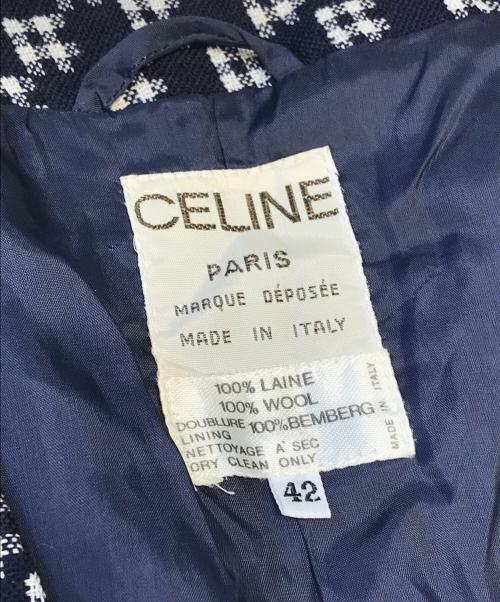 CELINE
PARIS
MARQUE DÉPOSÉE
MADE IN ITALY
100% LAINE
100% WOOL
DOUBLURE
LINING
100%BEMBERG
NETTOYAGE A' SEC
DRY CLEAN ONLY
MADE IN ITALY
42